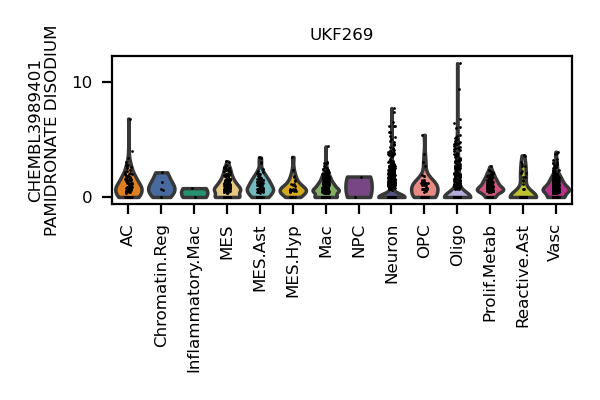 UKF269
CHEMBL3989401
PAMIDRONATE DISODIUM
10
0
AC
Chromatin.Reg
Inflammatory.Mac
MES
MES.Ast
MES.Hyp
Mac
NPC
Neuron
OPC
Oligo
Prolif.Metab
Reactive.Ast
Vasc